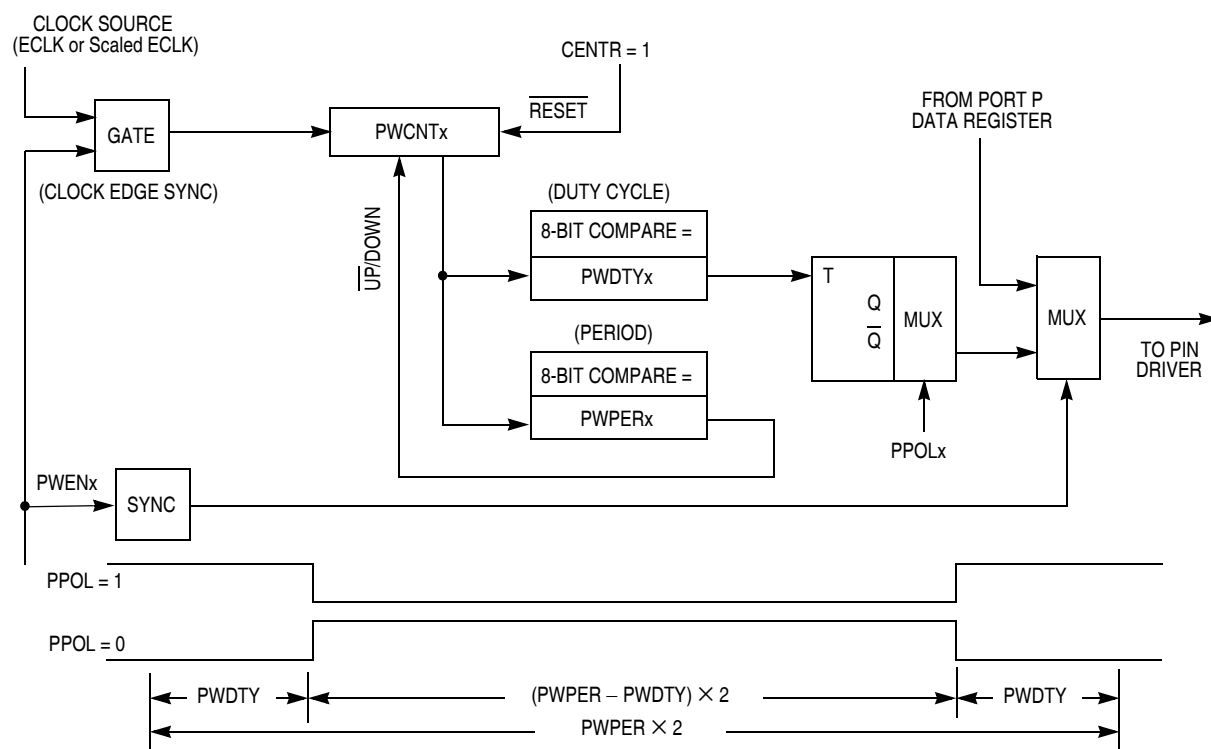 CLOCK SOURCE
(ECLK or Scaled ECLK)
CENTR = 1
RESET
FROM PORT P
DATA REGISTER
GATE
PWCNTx
(CLOCK EDGE SYNC)
(DUTY CYCLE)
8-BIT COMPARE =
UP/DOWN
PWDTYx
T
Q
Q
MUX
MUX
(PERIOD)
8-BIT COMPARE =
TO PIN
DRIVER
PWPERx
PPOLx
PWENx
SYNC
PPOL = 1
PPOL = 0
PWDTY
(PWPER – PWDTY) × 2
PWDTY
PWPER × 2